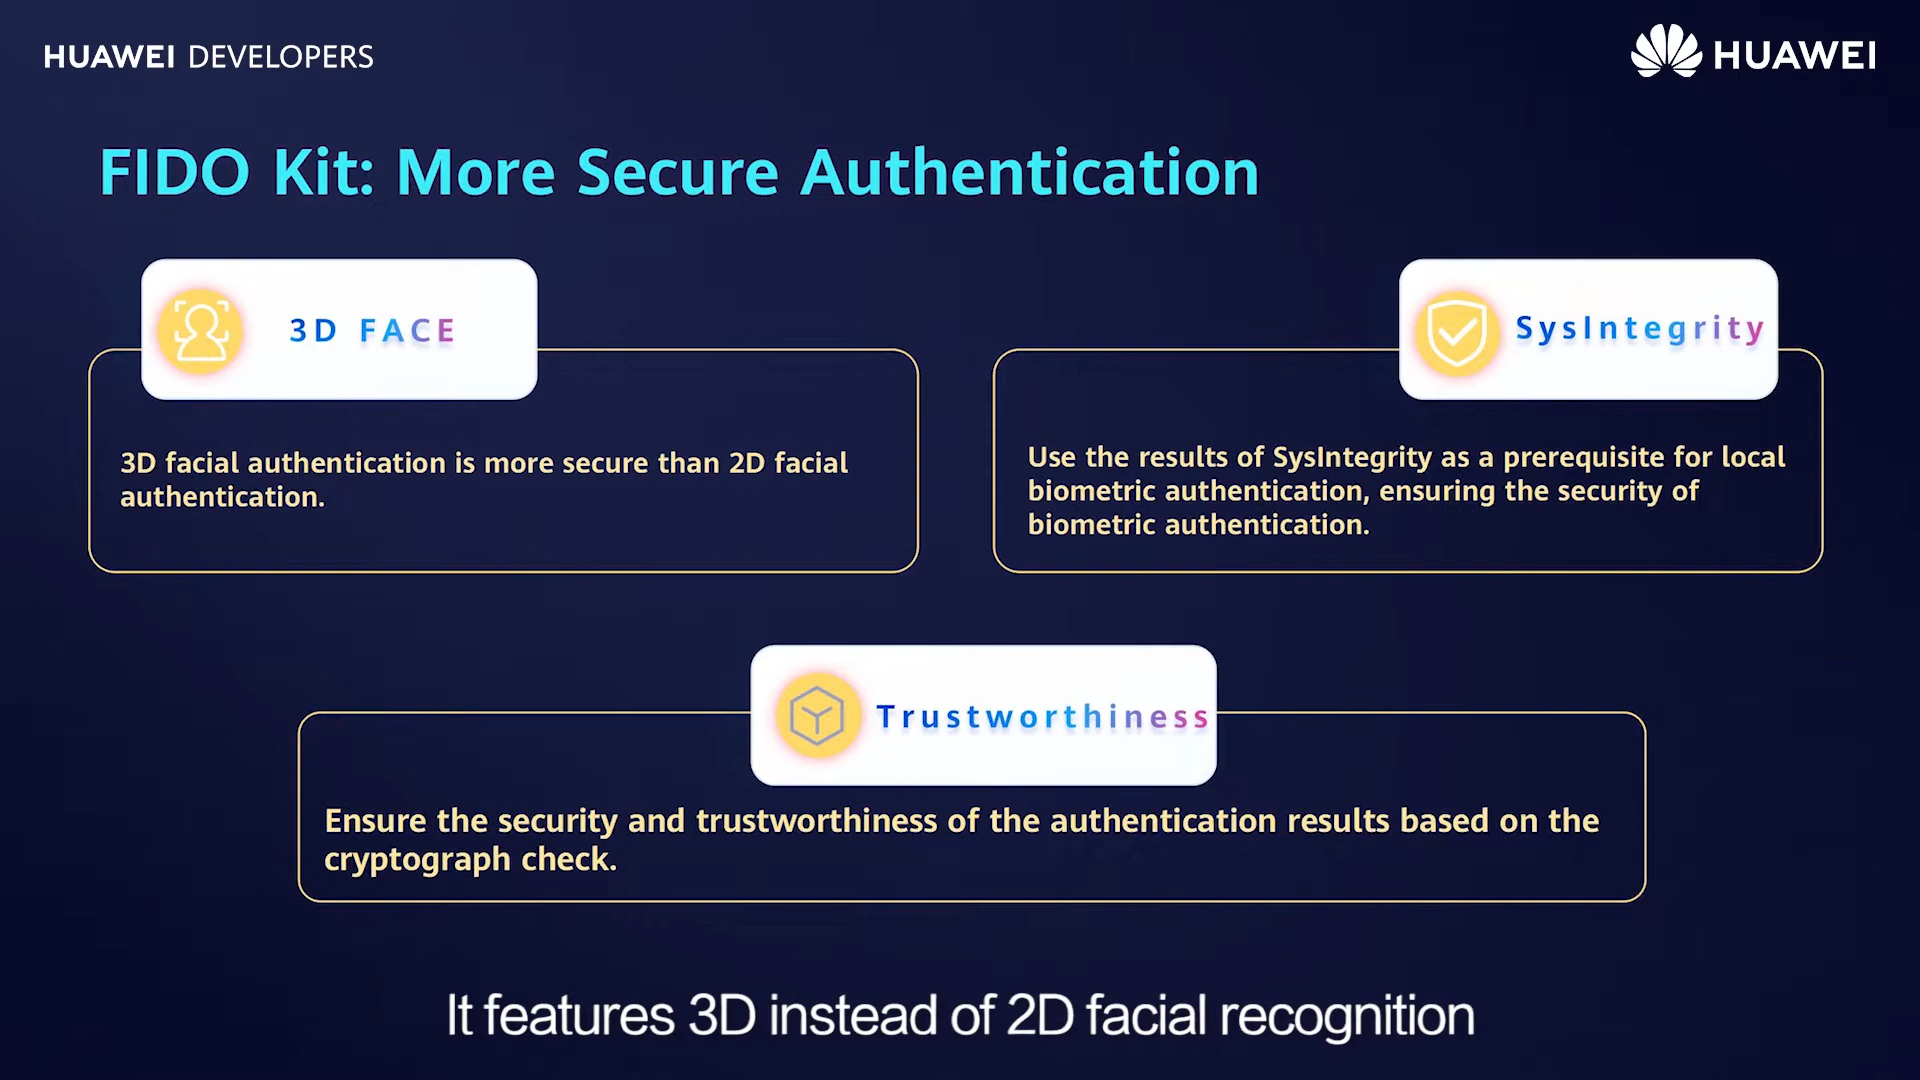 HUAWEI DEVELOPERS
HUAWEI
FIDO Kit: More Secure Authentication
3D FACE
3D facial authentication is more secure than 2D facial
authentication.
SysIntegrity
Use the results of SysIntegrity as a prerequisite for local
biometric authentication, ensuring the security of
biometric authentication.
Trustworthiness
Ensure the security and trustworthiness of the authentication results based on the
cryptograph check.
It features 3D instead of 2D facial recognition